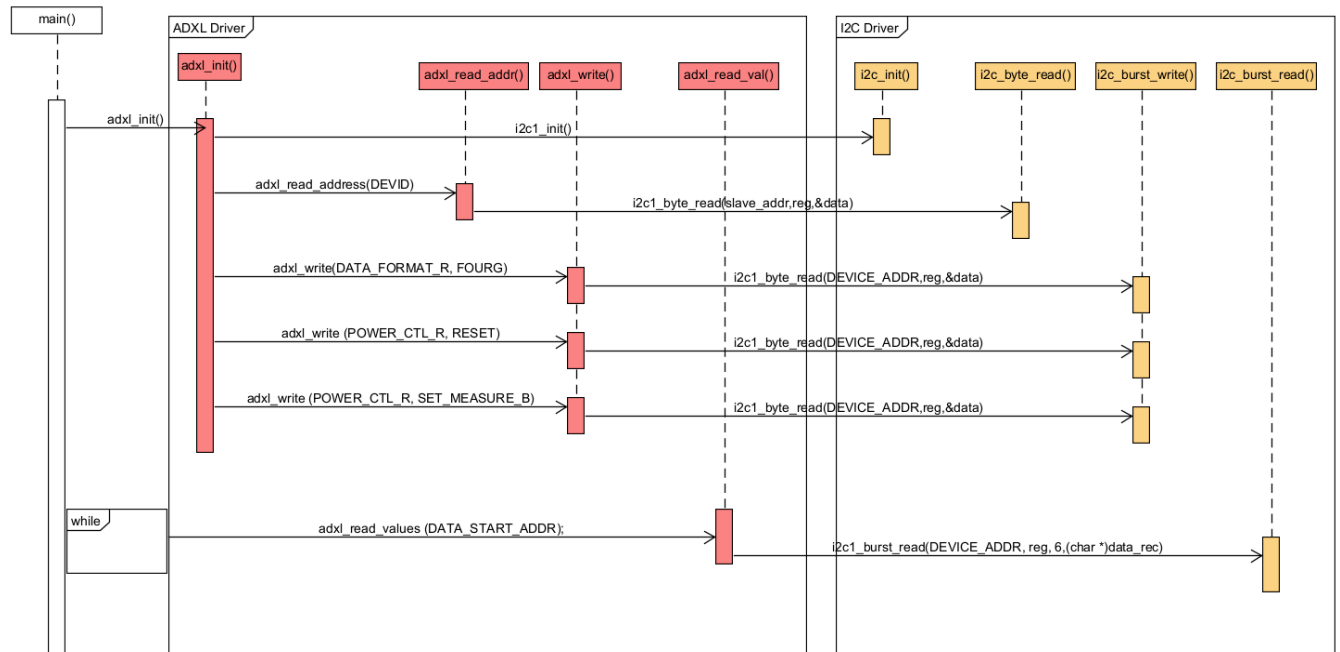 main()
ADXL Driver
I2C Driver
adxl_init()
adxl_read_addr()
adxl_write()
adxl_read_val()
i2c_init()
i2c_byte_read()
i2c_burst_write()
i2c_burst_read()
adxl_init()
i2c1_init()
adxl_read_address(DEVID)
i2c1_byte_read(slave_addr,reg,&data)
adxl_write(DATA_FORMAT_R, FOURG)
i2c1_byte_read(DEVICE_ADDR,reg,&data)
adxl_write (POWER_CTL_R, RESET)
i2c1_byte_read(DEVICE_ADDR,reg,&data)
adxl_write (POWER_CTL_R, SET_MEASURE_B)
i2c1_byte_read(DEVICE_ADDR,reg,&data)
while
adxl_read_values (DATA_START_ADDR);
i2c1_burst_read(DEVICE_ADDR, reg, 6,(char *)data_rec)